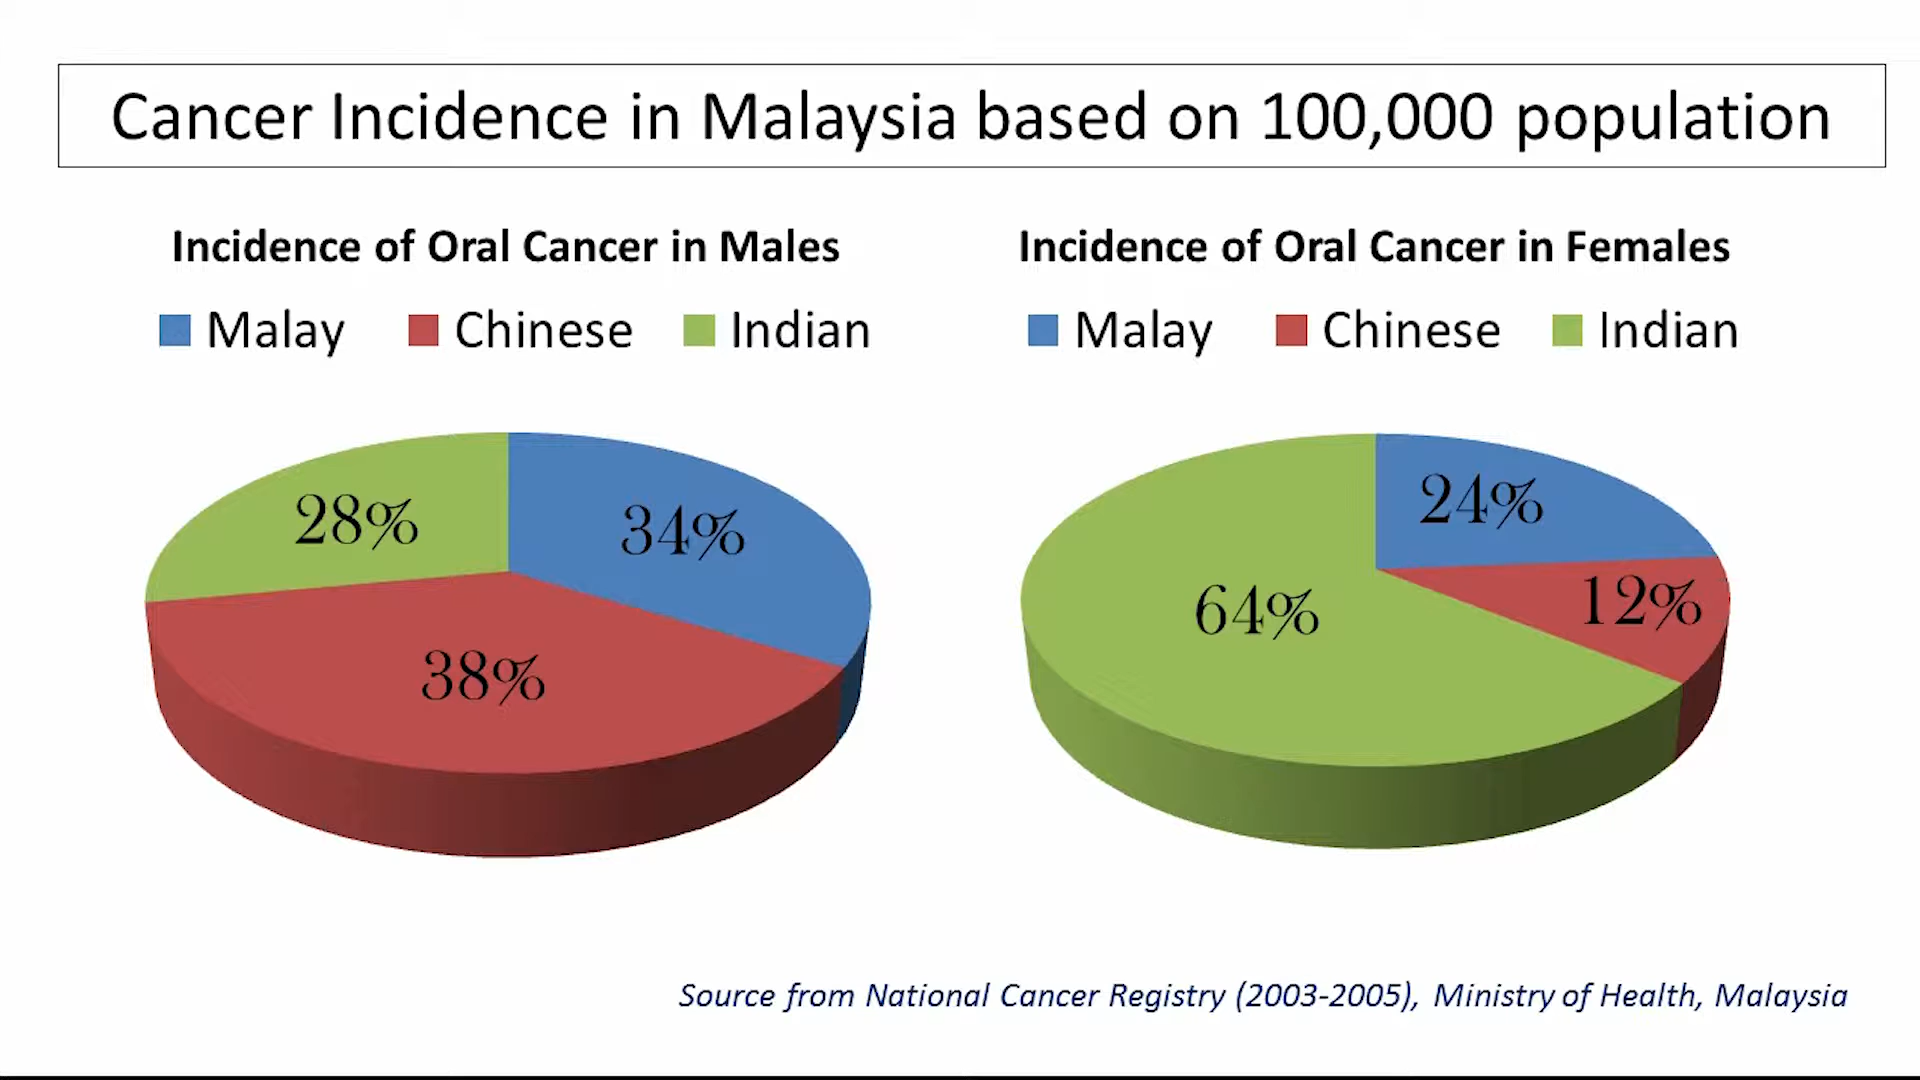 Cancer Incidence in Malaysia based on 100,000 population
Incidence of Oral Cancer in Males
Malay Chinese Indian
28%
34%
38%
Incidence of Oral Cancer in Females
Malay Chinese Indian
24%
12%
64%
Source from National Cancer Registry (2003-2005), Ministry of Health, Malaysia